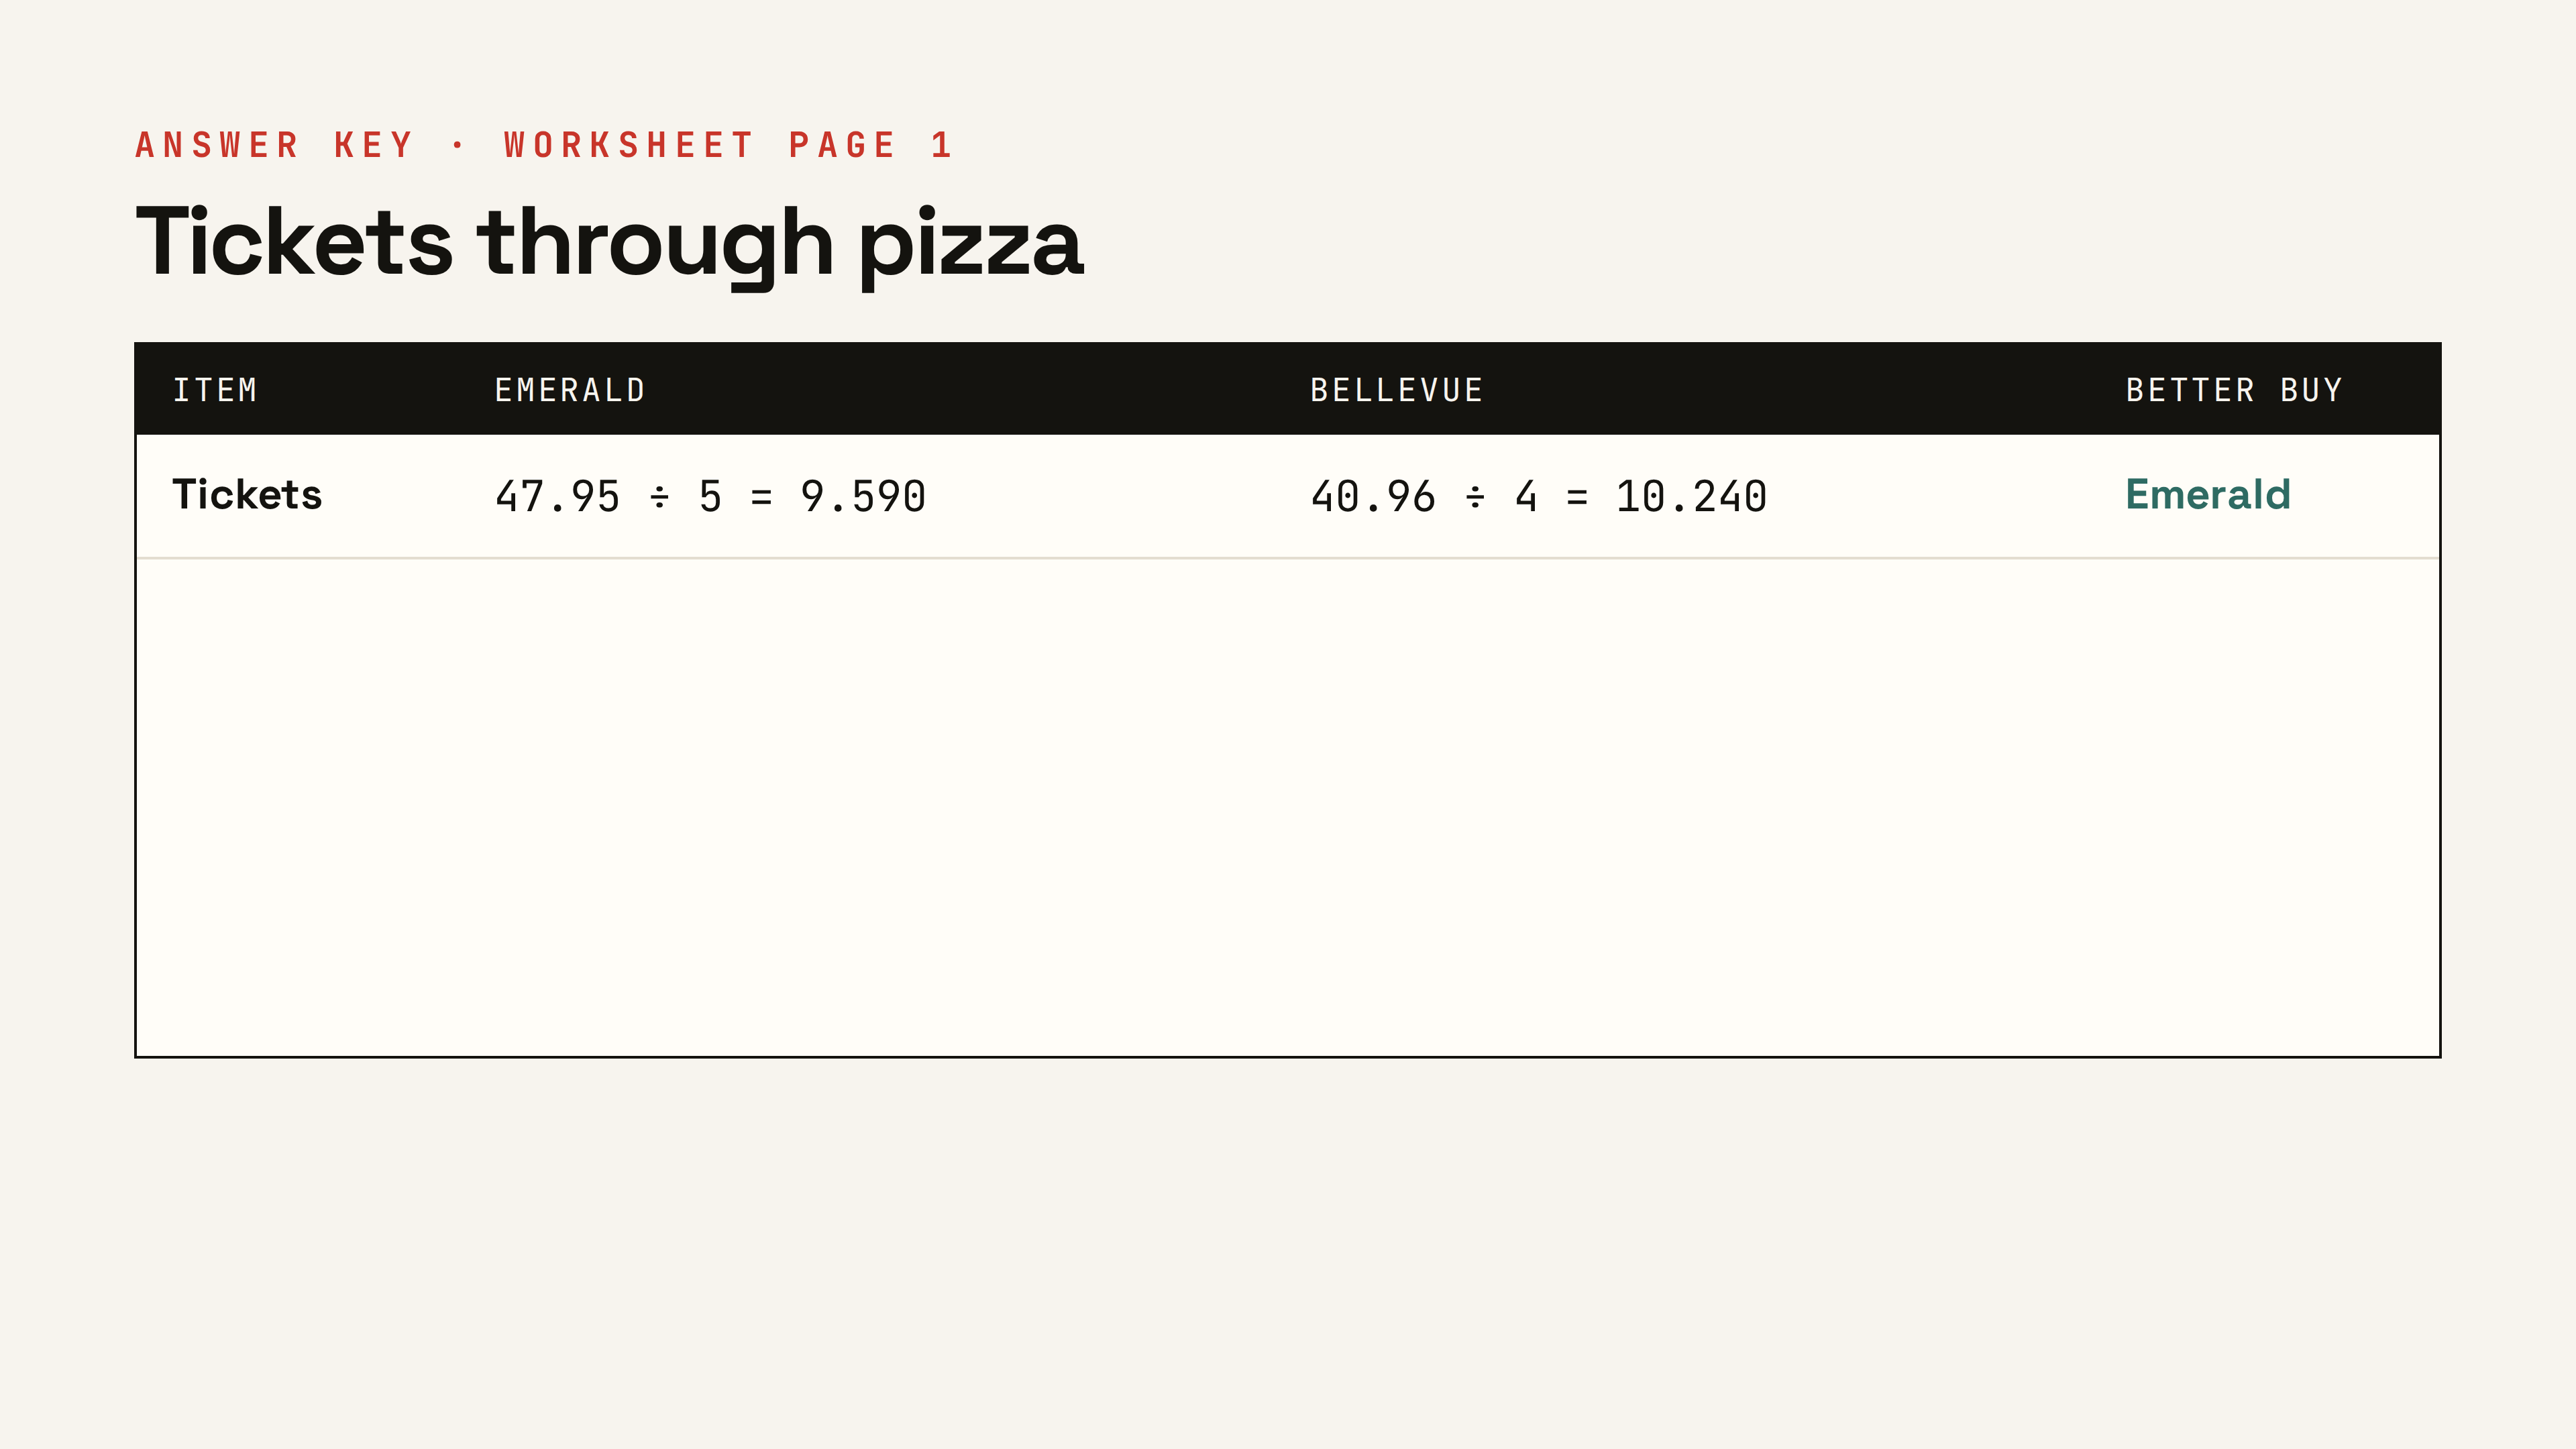 ANSWER KEY · WORKSHEET PAGE 1
Tickets through pizza
ITEM EMERALD BELLEVUE BETTER BUY
Tickets 47.95 ÷ 5 = 9.590 40.96 ÷ 4 = 10.240 Emerald